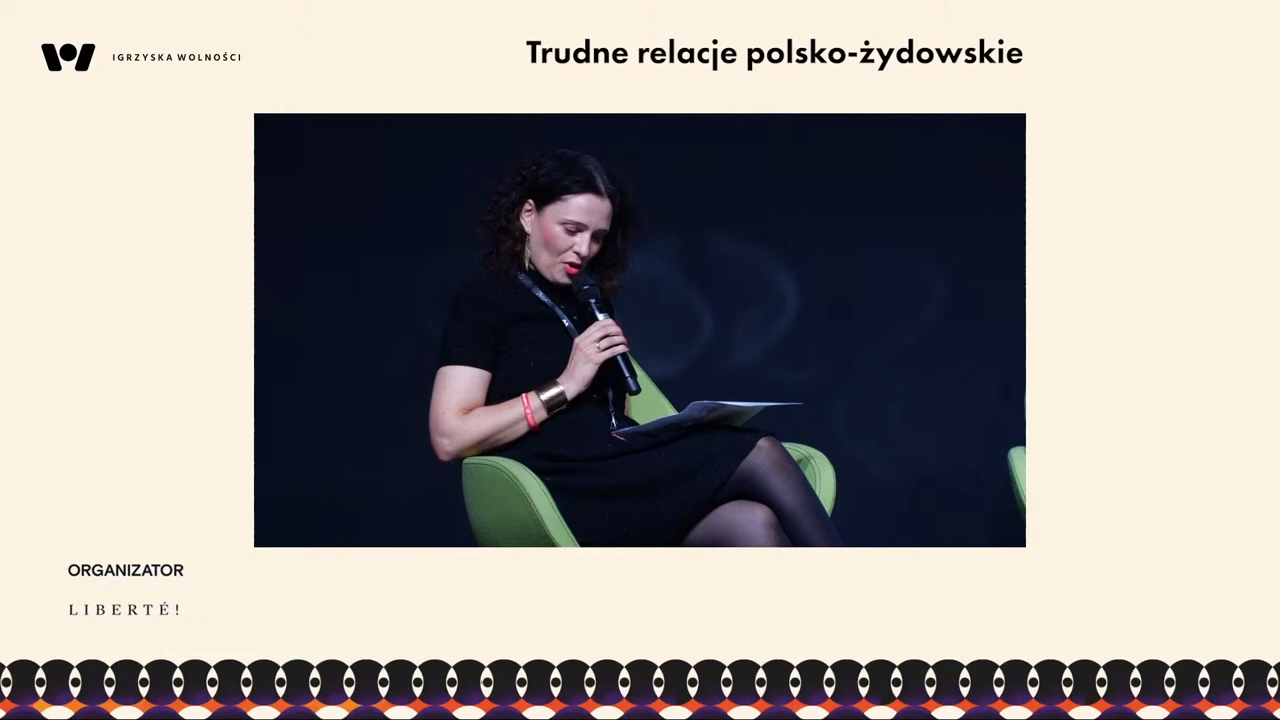 IGRZYSKA WOLNOŚCI
Trudne relacje polsko-żydowskie
ORGANIZATOR
LIBERTÉ!